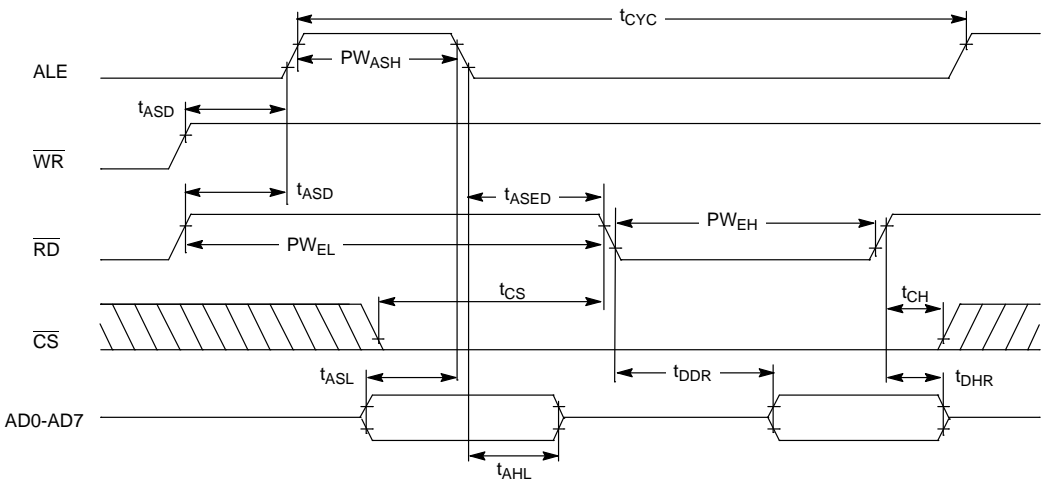 tCYC
ALE
PWASH
tASD
WR
tASD
tASED
RD
PWEL
PWEH
tCS
tCH
CS
tASL
tDDR
tDHR
AD0-AD7
tAHL